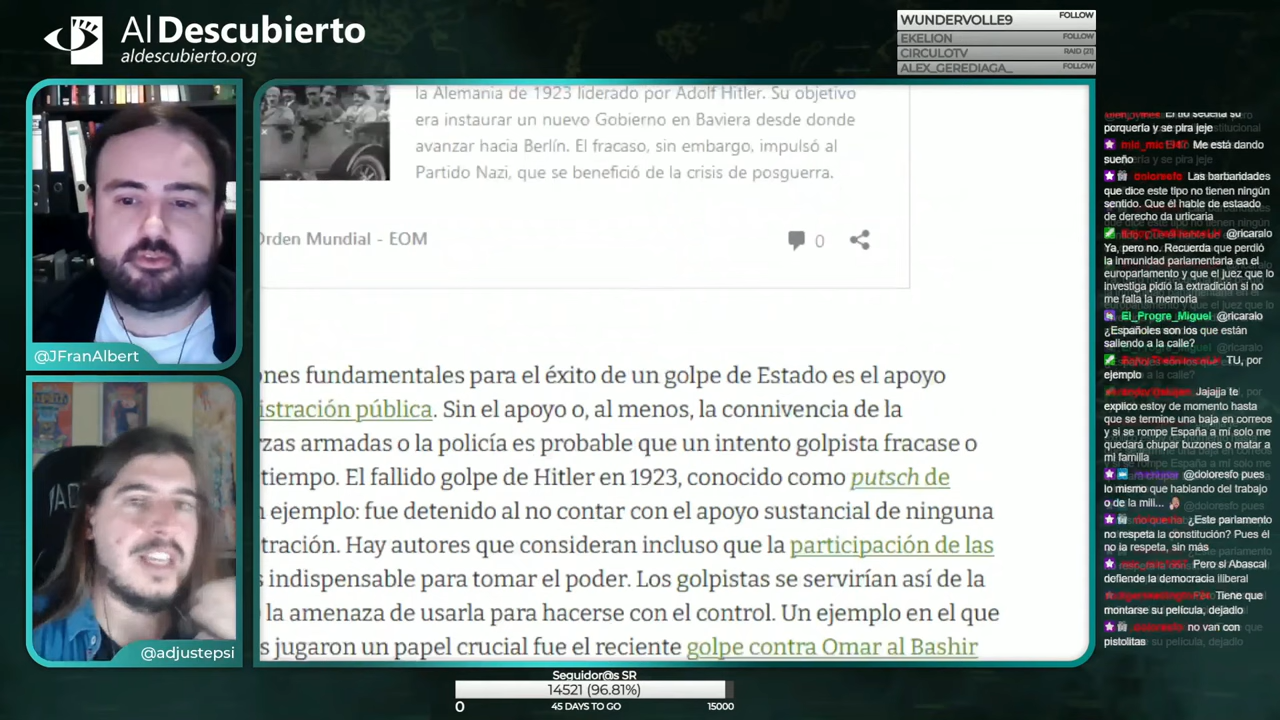 Al Descubierto
aldescubierto.org
WUNDERVOLLE9 FOLLOW
EKELION FOLLOW
CIRCULOTV RAID (21)
ALEX_GEREDIAGA_ FOLLOW
@JFranAlbert
@adjustepsi
la Alemania de 1923 liderado por Adolf Hitler. Su objetivo
era instaurar un nuevo Gobierno en Baviera desde donde
avanzar hacia Berlín. El fracaso, sin embargo, impulsó al
Partido Nazi, que se benefició de la crisis de posguerra.
Orden Mundial - EOM 0
ones fundamentales para el éxito de un golpe de Estado es el apoyo
istración pública. Sin el apoyo o, al menos, la connivencia de la
rzas armadas o la policía es probable que un intento golpista fracase o
tiempo. El fallido golpe de Hitler en 1923, conocido como putsch de
ejemplo: fue detenido al no contar con el apoyo sustancial de ninguna
tración. Hay autores que consideran incluso que la participación de las
s indispensable para tomar el poder. Los golpistas se servirían así de la
la amenaza de usarla para hacerse con el control. Un ejemplo en el que
s jugaron un papel crucial fue el reciente golpe contra Omar al Bashir
porquería y se pira jeje
Me está dando
sueño
doloresfo Las barbaridades
que dice este tipo no tienen ningún
sentido. Que él hable de estaado
de derecho da urticaria
@ricaralo
Ya, pero no. Recuerda que perdió
la inmunidad parlamentaria en el
europarlamento y que el juez que lo
investiga pidió la extradición si no
me falla la memoria
El_Progre_Miguel @ricaralo
¿Españoles son los que están
saliendo a la calle?
TU, por
ejemplo
Jajajja te
explico estoy de momento hasta
que se termine una baja en correos
y si se rompe España a mí solo me
quedará chupar buzones o matar a
mi familia
@doloresfo pues
lo mismo que hablando del trabajo
o de la mili...
¿Este parlamento
no respeta la constitución? Pues él
no la respeta, sin más
Pero si Abascal
defiende la democracia iliberal
Tiene que
montarse su película, dejadlo
doloresfo no van con
pistolitas
Seguidor@s SR
14521 (96.81%)
0 45 DAYS TO GO 15000